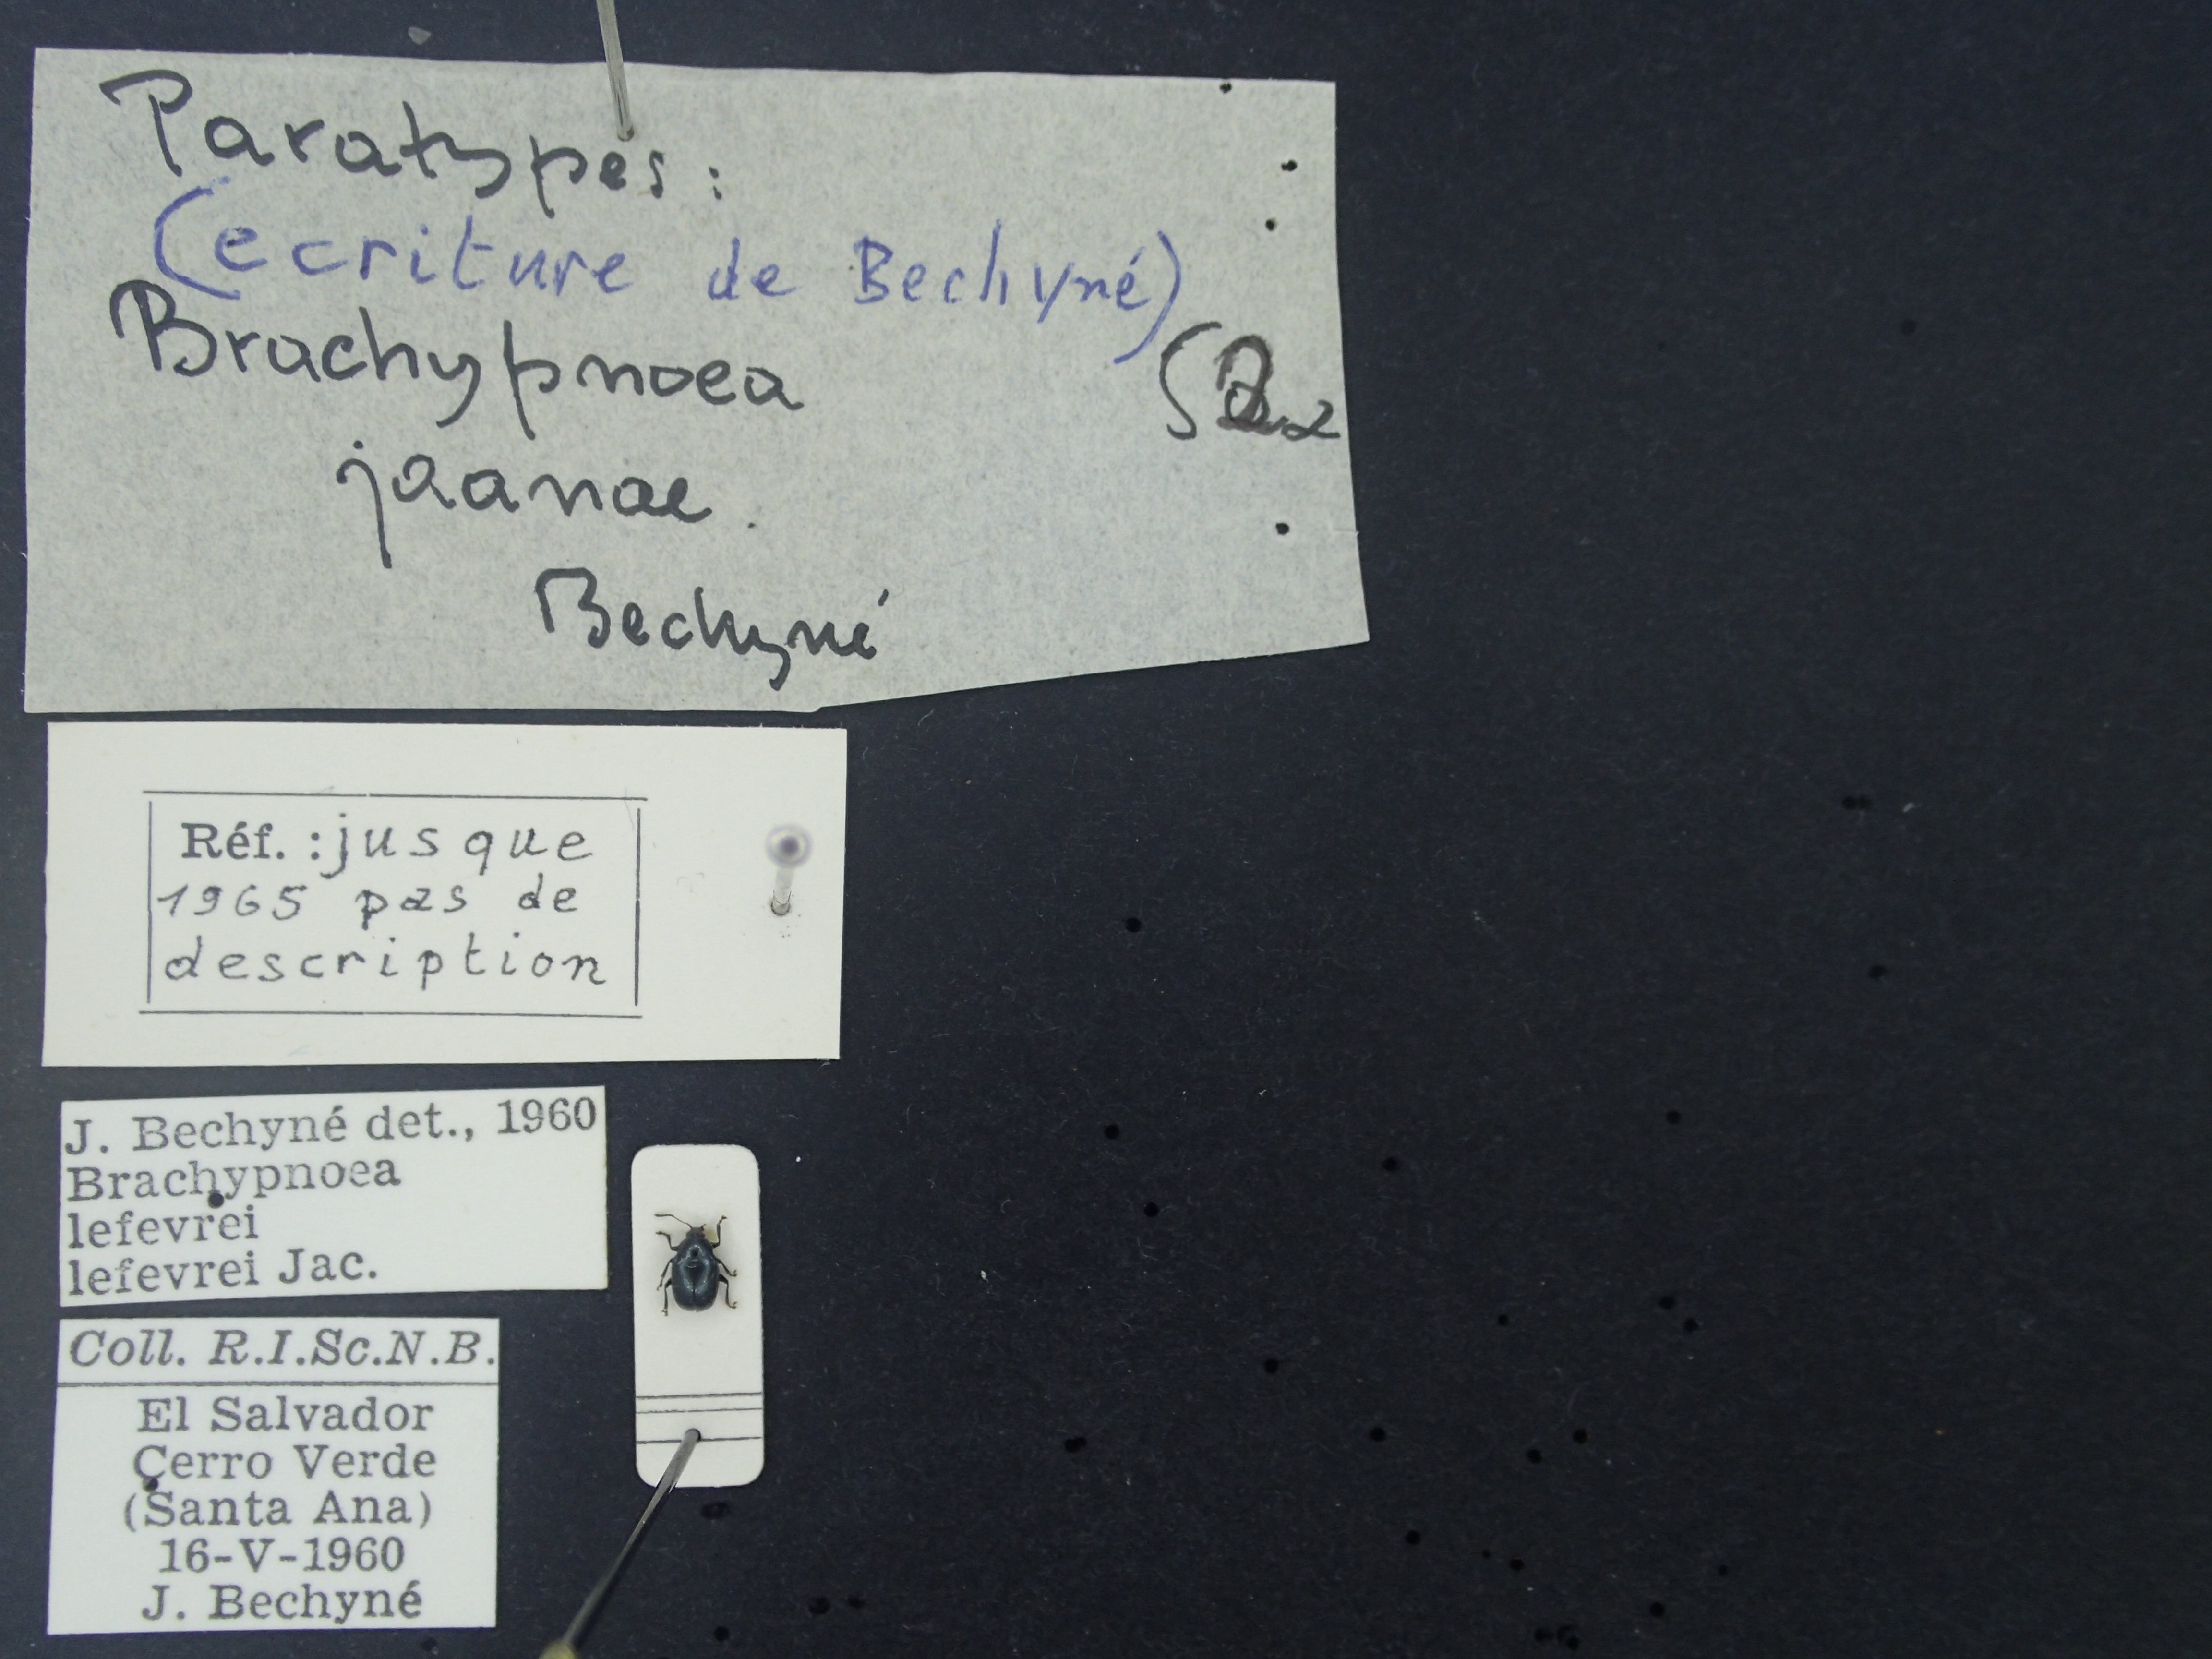 Paratypes:
(ecriture de Bechyné)
Brachypnoea
jaanae.
Bechyné
Réf. : jusque
1965 pas de
description
J. Bechyné det., 1960
Brachypnoea
lefevrei
lefevrei Jac.
Coll. R.I.Sc.N.B.
El Salvador
Cerro Verde
(Santa Ana)
16-V-1960
J. Bechyné